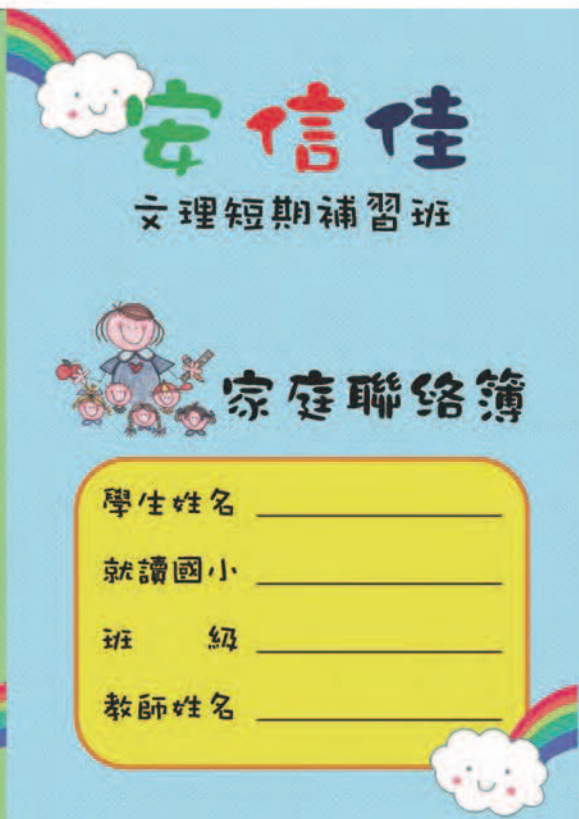 安信佳
文理短期補習班
家庭聯絡簿
學生姓名
就讀國小
班 級
教師姓名